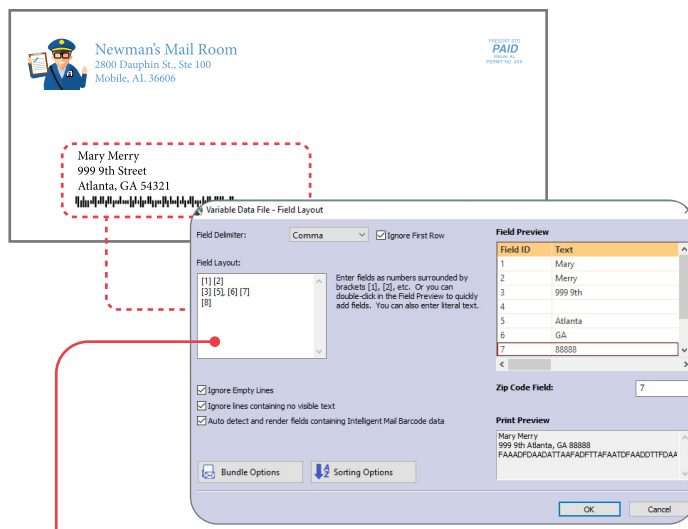 Newman's Mail Room
2800 Dauphin St., Ste 100
Mobile, AL 36606
PRESORT STD
PAID
Mobile, AL
PERMIT NO. XXX
Mary Merry
999 9th Street
Atlanta, GA 54321
Variable Data File - Field Layout
Field Delimiter:
Comma
Ignore First Row
Field Layout:
[1] [2]
[3] [5], [6] [7]
[8]
Enter fields as numbers surrounded by
brackets [1], [2], etc. Or you can
double-click in the Field Preview to quickly
add fields. You can also enter literal text.
Ignore Empty Lines
Ignore lines containing no visible text
Auto detect and render fields containing Intelligent Mail Barcode data
Bundle Options
Sorting Options
Field Preview
Field ID Text
1 Mary
2 Merry
3 999 9th
4
5 Atlanta
6 GA
7 88888
Zip Code Field:
7
Print Preview
Mary Merry
999 9th Atlanta, GA 88888
FAAADFDAADATTAAFADFTTAFAATDFAADDTTFDAA
OK
Cancel